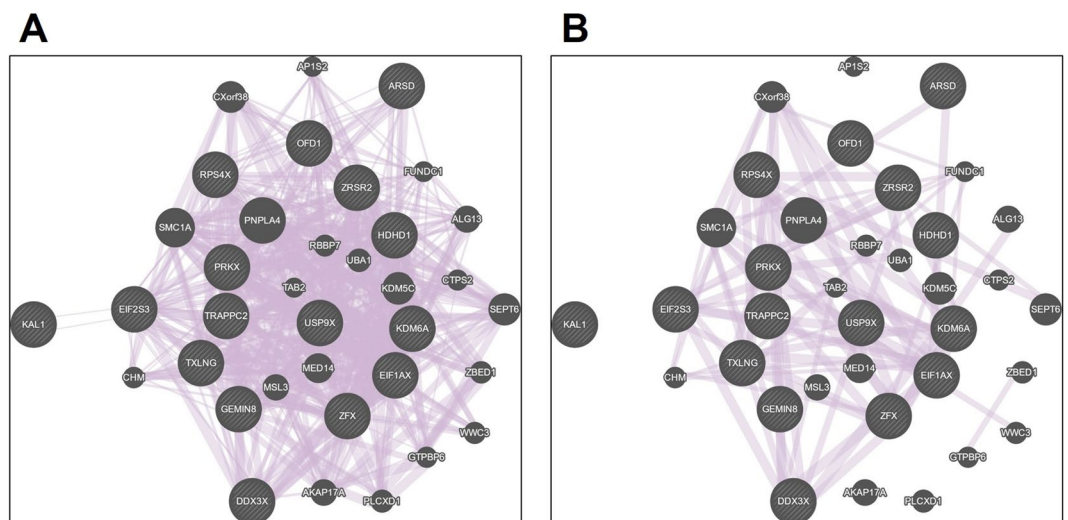 A
B
AP1S2
ARSD
CXorf38
OFD1
FUNDC1
RPS4X
ZRSR2
PNPLA4
ALG13
SMC1A
HDHD1
RBBP7
UBA1
PRKX
CTPS2
TAB2
KDM5C
EIF2S3
SEPT6
KAL1
TRAPPC2
USP9X
KDM6A
TXLNG
MED14
EIF1AX
ZBED1
CHM
MSL3
GEMIN8
ZFX
WWC3
GTPBP6
DDX3X
AKAP17A
PLCXD1
AP1S2
ARSD
CXorf38
OFD1
FUNDC1
RPS4X
ZRSR2
PNPLA4
ALG13
SMC1A
HDHD1
RBBP7
UBA1
PRKX
CTPS2
TAB2
KDM5C
EIF2S3
SEPT6
KAL1
TRAPPC2
USP9X
KDM6A
TXLNG
MED14
EIF1AX
ZBED1
CHM
MSL3
GEMIN8
ZFX
WWC3
GTPBP6
DDX3X
AKAP17A
PLCXD1